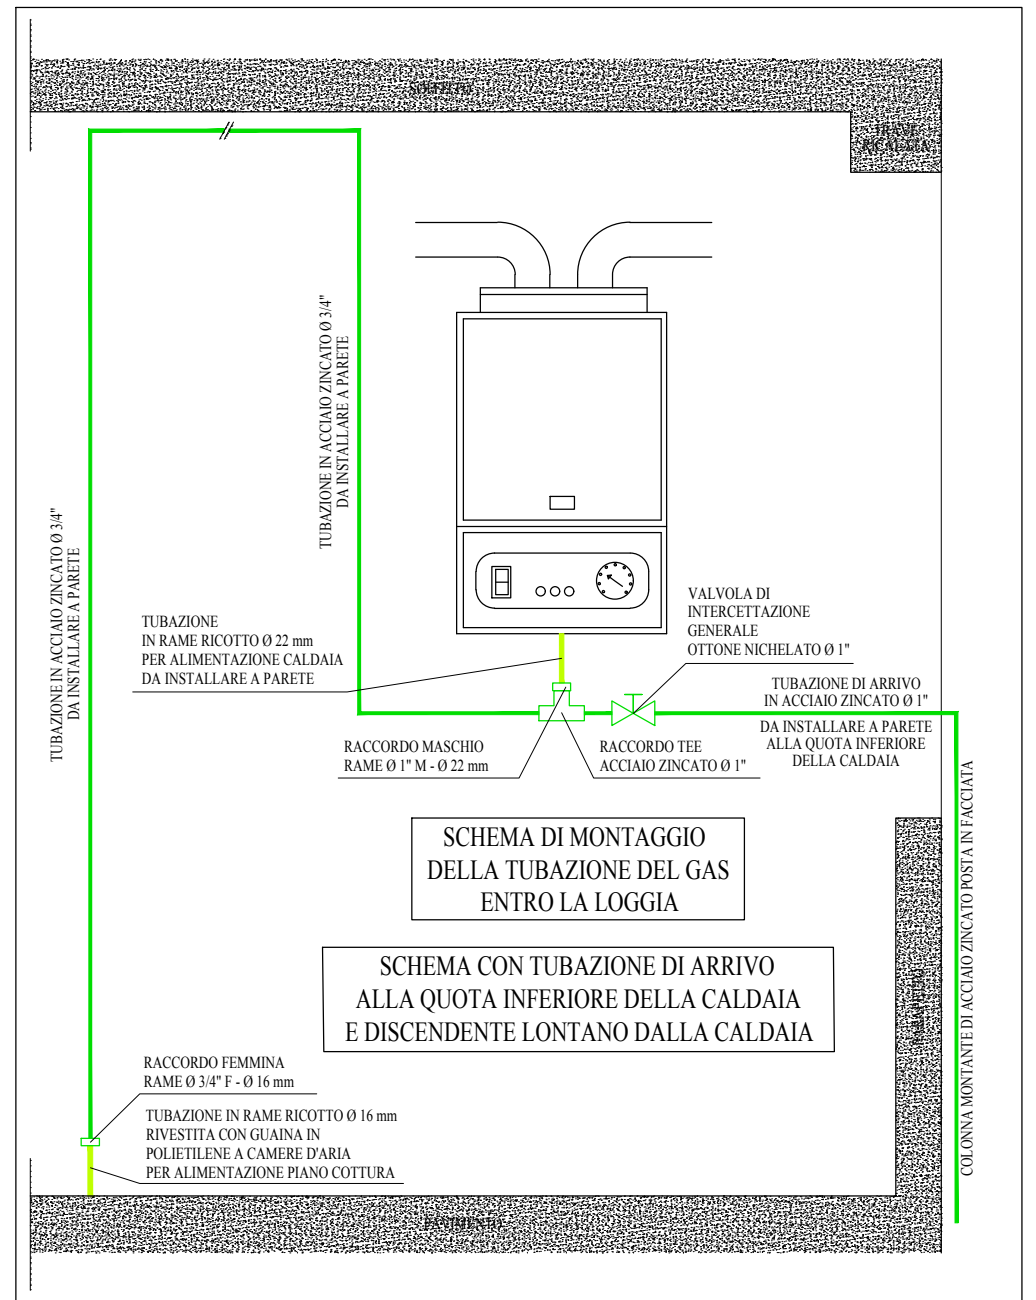 SOFFITTO
TRAVE
RICALATA
TUBAZIONE IN ACCIAIO ZINCATO Ø 3/4"
DA INSTALLARE A PARETE
TUBAZIONE IN ACCIAIO ZINCATO Ø 3/4"
DA INSTALLARE A PARETE
TUBAZIONE
IN RAME RICOTTO Ø 22 mm
PER ALIMENTAZIONE CALDAIA
DA INSTALLARE A PARETE
VALVOLA DI
INTERCETTAZIONE
GENERALE
OTTONE NICHELATO Ø 1"
TUBAZIONE DI ARRIVO
IN ACCIAIO ZINCATO Ø 1"
DA INSTALLARE A PARETE
ALLA QUOTA INFERIORE
DELLA CALDAIA
RACCORDO MASCHIO
RAME Ø 1" M - Ø 22 mm
RACCORDO TEE
ACCIAIO ZINCATO Ø 1"
COLONNA MONTANTE DI ACCIAIO ZINCATO POSTA IN FACCIATA
SCHEMA DI MONTAGGIO
DELLA TUBAZIONE DEL GAS
ENTRO LA LOGGIA
SCHEMA CON TUBAZIONE DI ARRIVO
ALLA QUOTA INFERIORE DELLA CALDAIA
E DISCENDENTE LONTANO DALLA CALDAIA
RACCORDO FEMMINA
RAME Ø 3/4" F - Ø 16 mm
TUBAZIONE IN RAME RICOTTO Ø 16 mm
RIVESTITA CON GUAINA IN
POLIETILENE A CAMERE D'ARIA
PER ALIMENTAZIONE PIANO COTTURA
PAVIMENTO